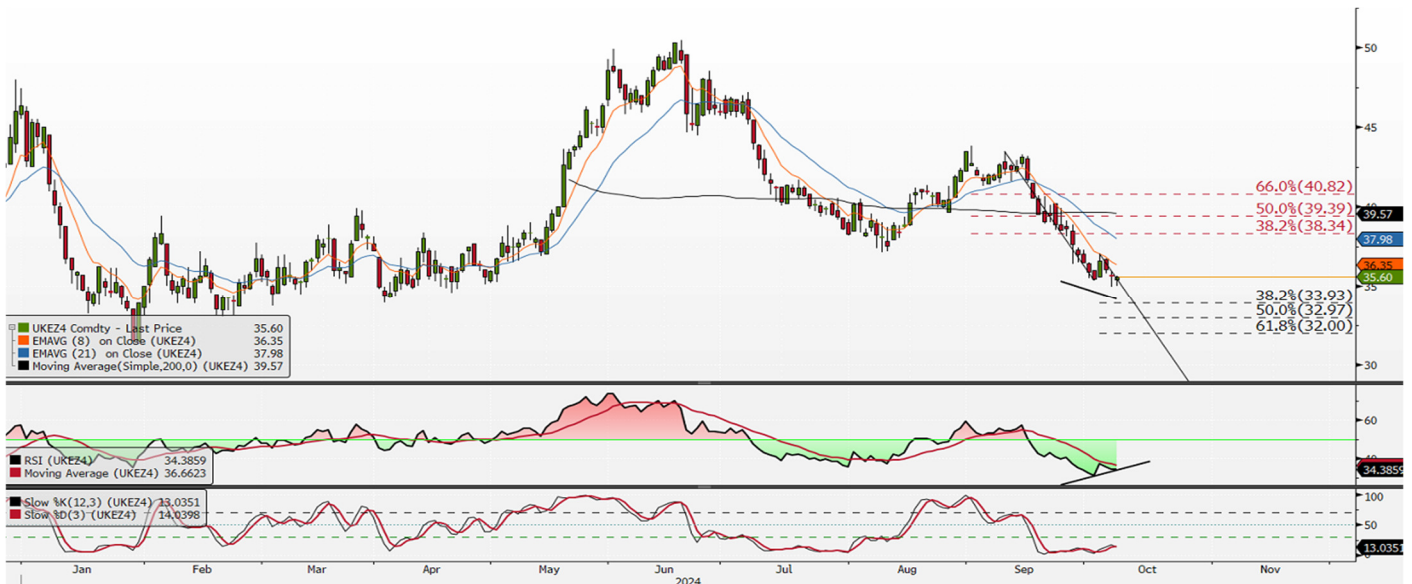 50
45
40
35
30
66.0%(40.82)
50.0%(39.39)
38.2%(38.34)
39.57
37.98
36.35
35.60
38.2%(33.93)
50.0%(32.97)
61.8%(32.00)
UKEZ4 Comdty - Last Price 35.60
EMAVG (8) on Close (UKEZ4) 36.35
EMAVG (21) on Close (UKEZ4) 37.98
Moving Average(Simple,200,0) (UKEZ4) 39.57
60
40
RSI (UKEZ4) 34.3859
Moving Average (UKEZ4) 36.6623
34.3859
Slow %K(12,3) (UKEZ4) 13.0351
Slow %D(3) (UKEZ4) 14.0398
100
50
13.0351
Jan Feb Mar Apr May Jun Jul Aug Sep Oct Nov
2024